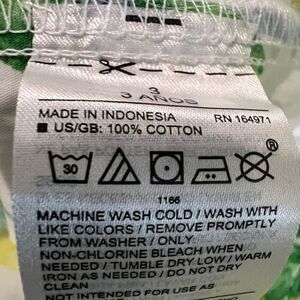 3
3 AÑOS
MADE IN INDONESIA RN 164971
■ US/GB: 100% COTTON
30
®
1166
MACHINE WASH COLD / WASH WITH
LIKE COLORS / REMOVE PROMPTLY
FROM WASHER / ONLY
NON-CHLORINE BLEACH WHEN
NEEDED / TUMBLE DRY LOW / WARM
IRON AS NEEDED / DO NOT DRY
CLEAN
NOT INTENDED FOR USE AS